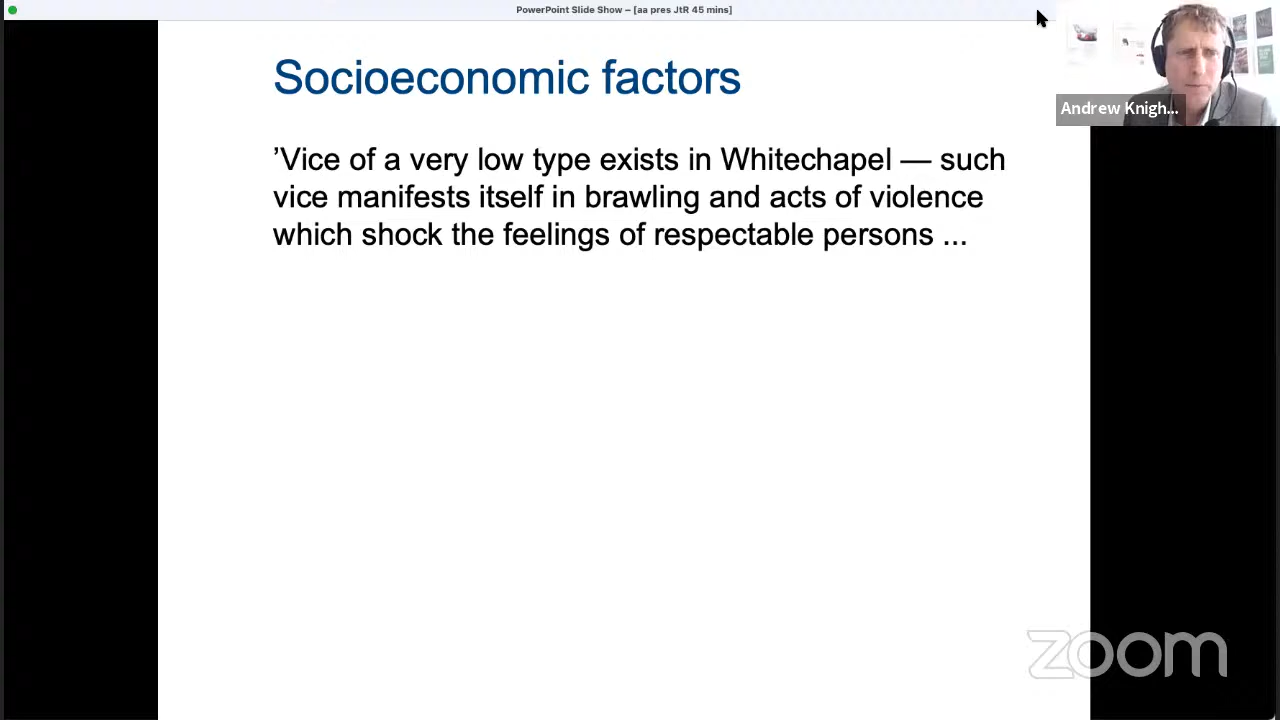 PowerPoint Slide Show – [aa pres JtR 45 mins]
Andrew Knigh...
Socioeconomic factors
’Vice of a very low type exists in Whitechapel — such
vice manifests itself in brawling and acts of violence
which shock the feelings of respectable persons ...
zoom